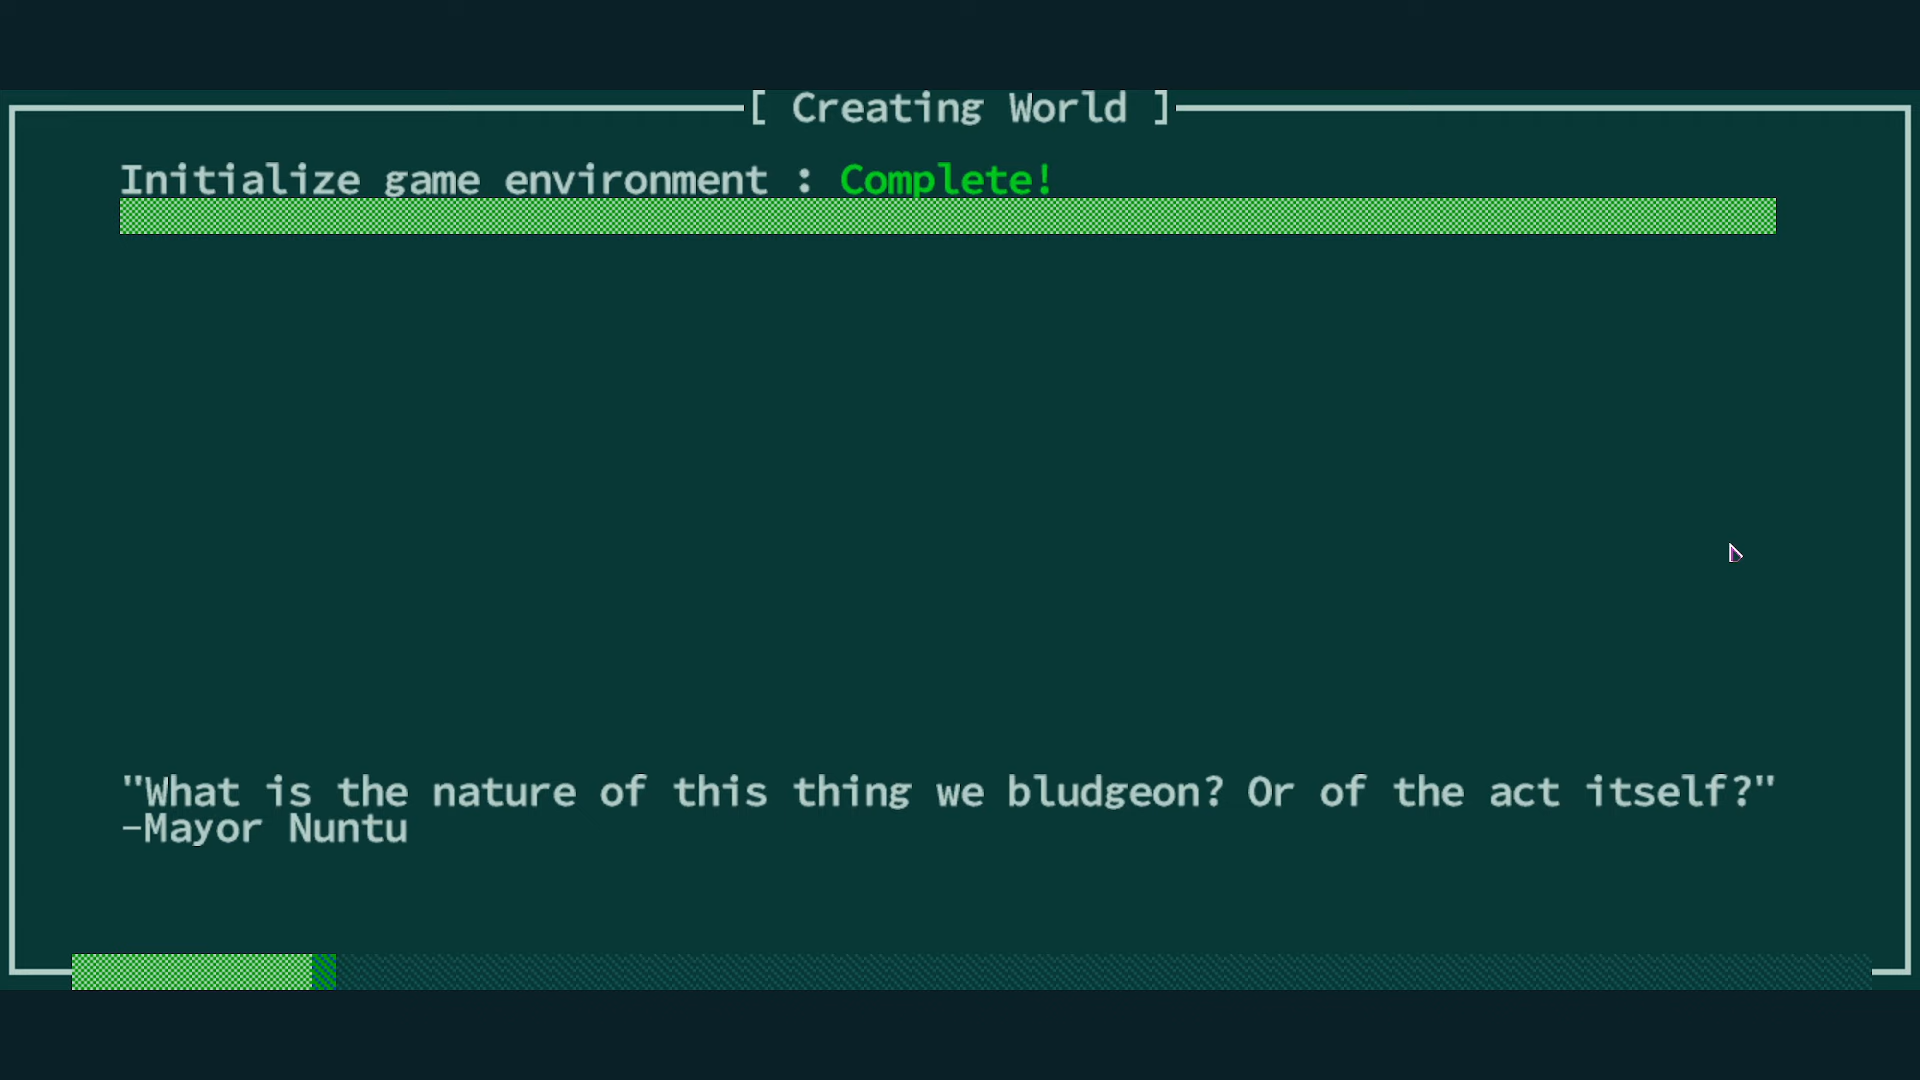 [ Creating World ]
Initialize game environment : Complete!
"What is the nature of this thing we bludgeon? Or of the act itself?"
-Mayor Nuntu